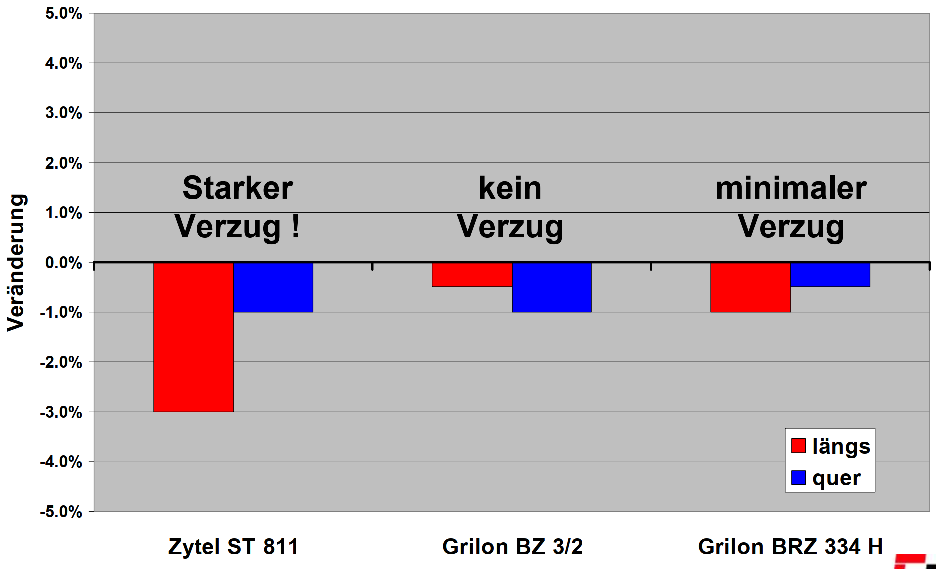 5.0%
4.0%
3.0%
2.0%
1.0%
0.0%
-1.0%
-2.0%
-3.0%
-4.0%
-5.0%
Veränderung
Starker
Verzug !
kein
Verzug
minimaler
Verzug
längs
quer
Zytel ST 811
Grilon BZ 3/2
Grilon BRZ 334 H